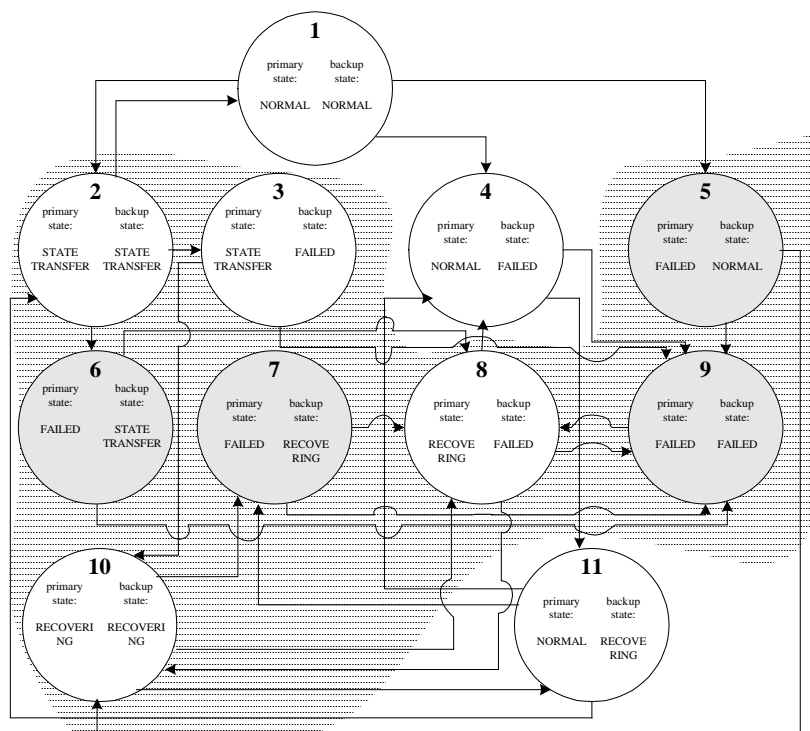 1
primary backup
state: state:
NORMAL NORMAL
2
primary backup
state: state:
STATE STATE
TRANSFER TRANSFER
3
primary backup
state: state:
STATE FAILED
TRANSFER
4
primary backup
state: state:
NORMAL FAILED
5
primary backup
state: state:
FAILED NORMAL
6
primary backup
state: state:
FAILED STATE
TRANSFER
7
primary backup
state: state:
FAILED RECOVE
RING
8
primary backup
state: state:
RECOVE FAILED
RING
9
primary backup
state: state:
FAILED FAILED
10
primary backup
state: state:
RECOVERI RECOVERI
NG NG
11
primary backup
state: state:
NORMAL RECOVE
RING